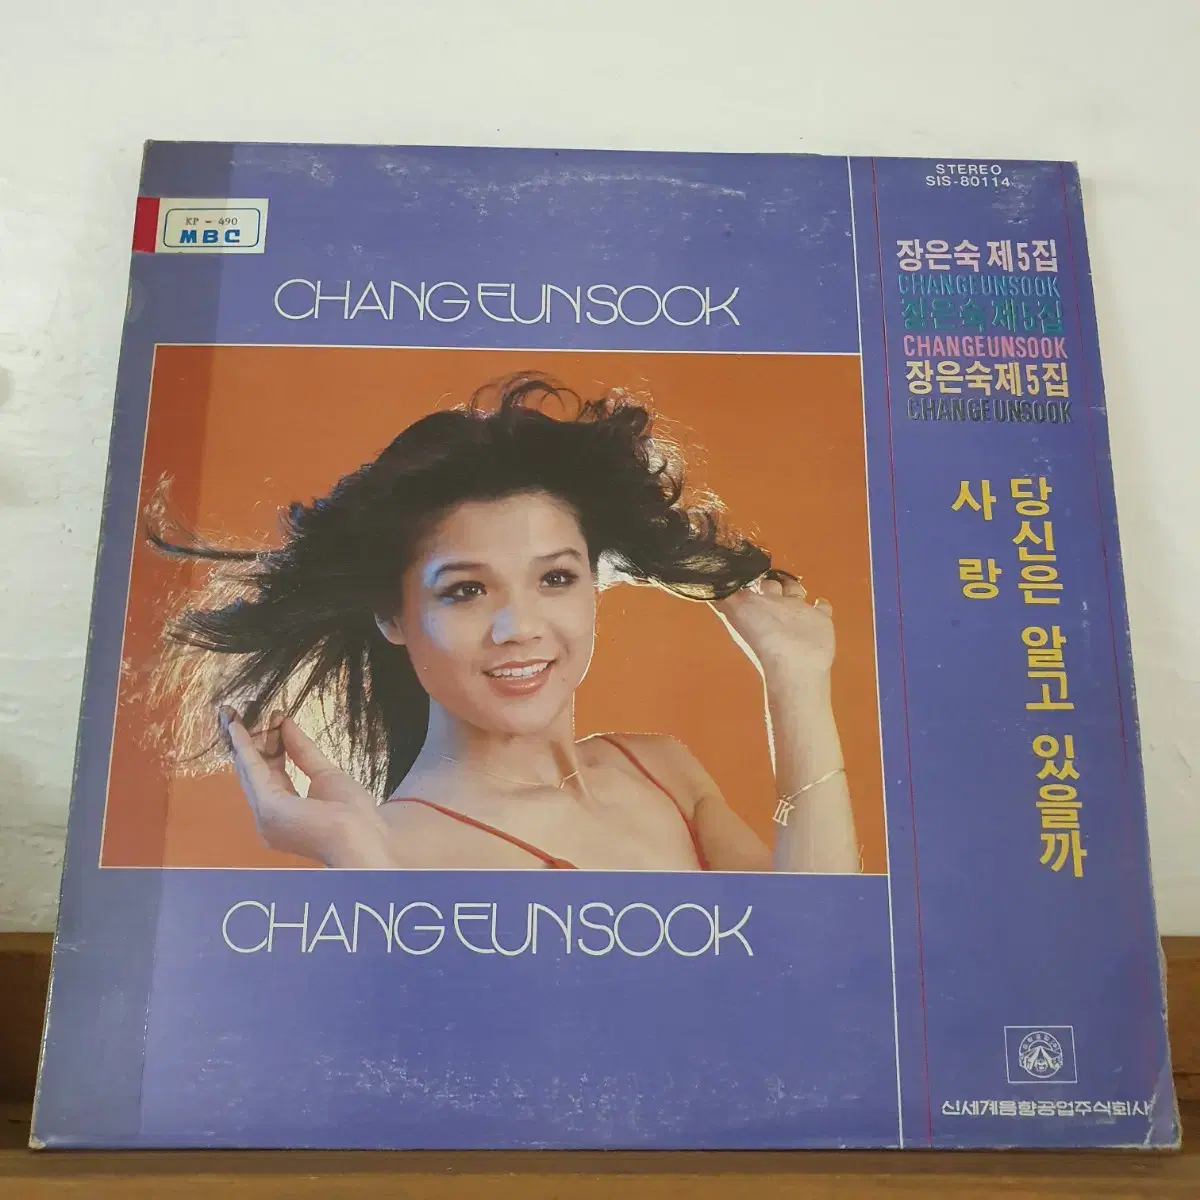 STEREO
SIS-80114
KP - 490
MBC
CHANG EUN SOOK
장은숙 제5집
CHANGEUNSOOK
장은숙 제5집
CHANGEUNSOOK
장은숙제5집
CHANGEUNSOOK
당신은 알고 있을까
사랑
CHANG EUN SOOK
신세계음향공업주식회사